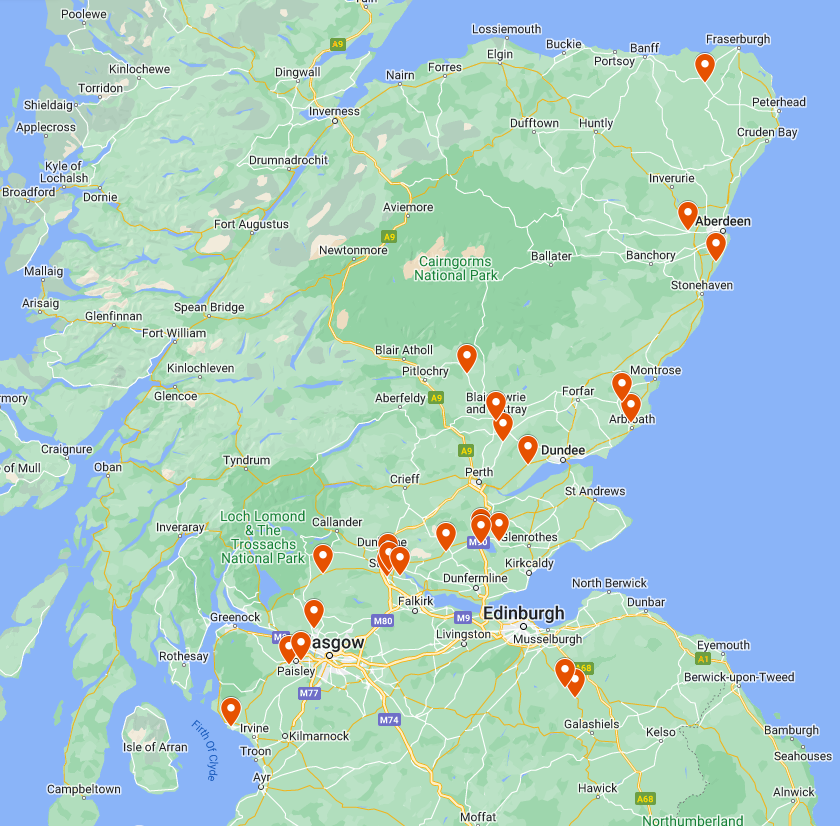 Poolewe
Tain
Lossiemouth
Fraserburgh
Buckie
Banff
A9
Elgin
Portsoy
Kinlochewe
Dingwall
Nairn
Forres
Torridon
Shieldaig
Inverness
Peterhead
Applecross
Dufftown
Huntly
Cruden Bay
Drumnadrochit
Kyle of
Lochalsh
Inverurie
Broadford
Dornie
Aviemore
Aberdeen
Fort Augustus
A9
Newtonmore
Ballater
Banchory
Cairngorms
National Park
Mallaig
Stonehaven
Arisaig
Spean Bridge
Glenfinnan
Fort William
Blair Atholl
Kinlochleven
Pitlochry
Montrose
Glencoe
Aberfeldy
A9
Forfar
Craignure
of Mull
A9
Dundee
Tyndrum
Oban
Perth
Crieff
St Andrews
Loch Lomond
& The
Trossachs
National Park
Callander
Inveraray
Glenrothes
Kirkcaldy
Dunfermline
North Berwick
Falkirk
Greenock
M80
M9
Edinburgh
Dunbar
Livingston
Musselburgh
asgow
Rothesay
Eyemouth
A1
Paisley
Berwick-upon-Tweed
M77
M74
Galashiels
Irvine
Kelso
Bamburgh
Kilmarnock
Isle of Arran
Firth Of Clyde
Troon
Seahouses
Ayr
Campbeltown
Hawick
Alnwick
A68
Moffat
Northumberland